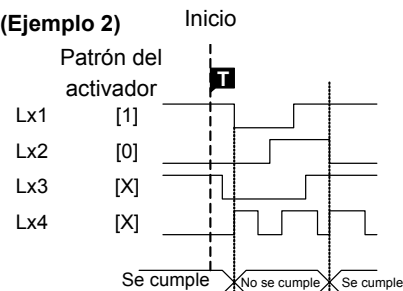 (Ejemplo 2)
Inicio
Patrón del
activador
T
Lx1 [1]
Lx2 [0]
Lx3 [X]
Lx4 [X]
Se cumple No se cumple Se cumple